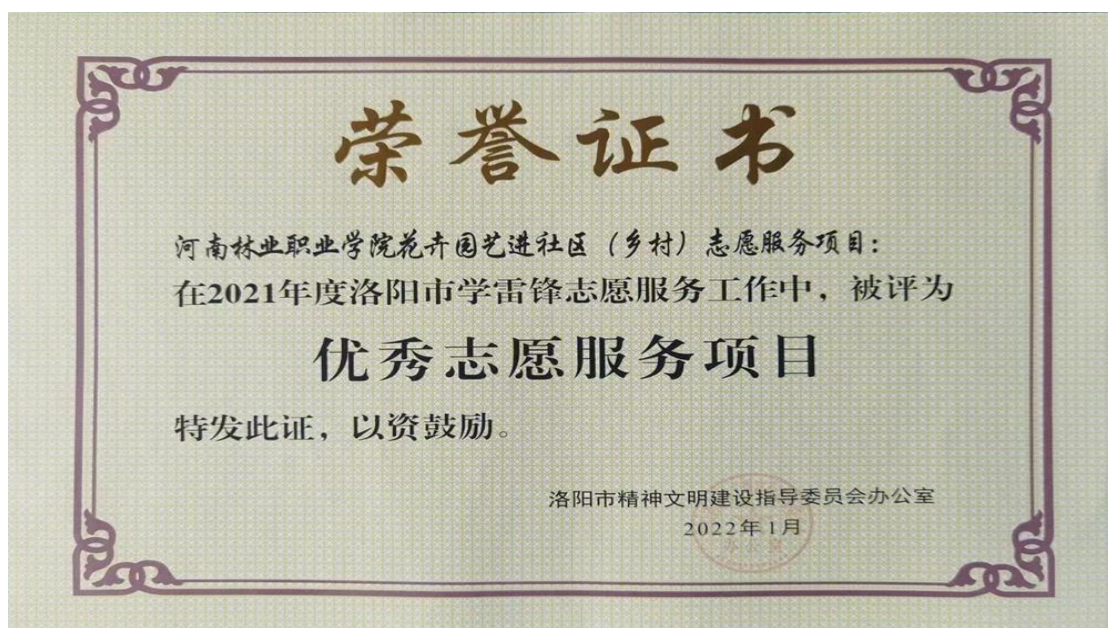 荣誉证书
河南林业职业学院花卉园艺进社区（乡村）志愿服务项目：
在2021年度洛阳市学雷锋志愿服务工作中，被评为
优秀志愿服务项目
特发此证，以资鼓励。
洛阳市精神文明建设指导委员会办公室
2022年1月
办公室